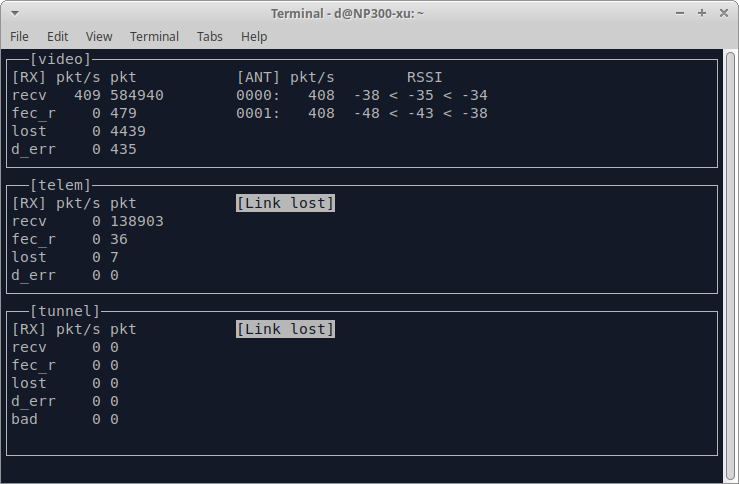 Terminal - d@NP300-xu: ~
File Edit View Terminal Tabs Help
[video]
[RX] pkt/s pkt [ANT] pkt/s RSSI
recv 409 584940 0000: 408 -38 < -35 < -34
fec_r 0 479 0001: 408 -48 < -43 < -38
lost 0 4439
d_err 0 435
[telem]
[RX] pkt/s pkt [Link lost]
recv 0 138903
fec_r 0 36
lost 0 7
d_err 0 0
[tunnel]
[RX] pkt/s pkt [Link lost]
recv 0 0
fec_r 0 0
lost 0 0
d_err 0 0
bad 0 0